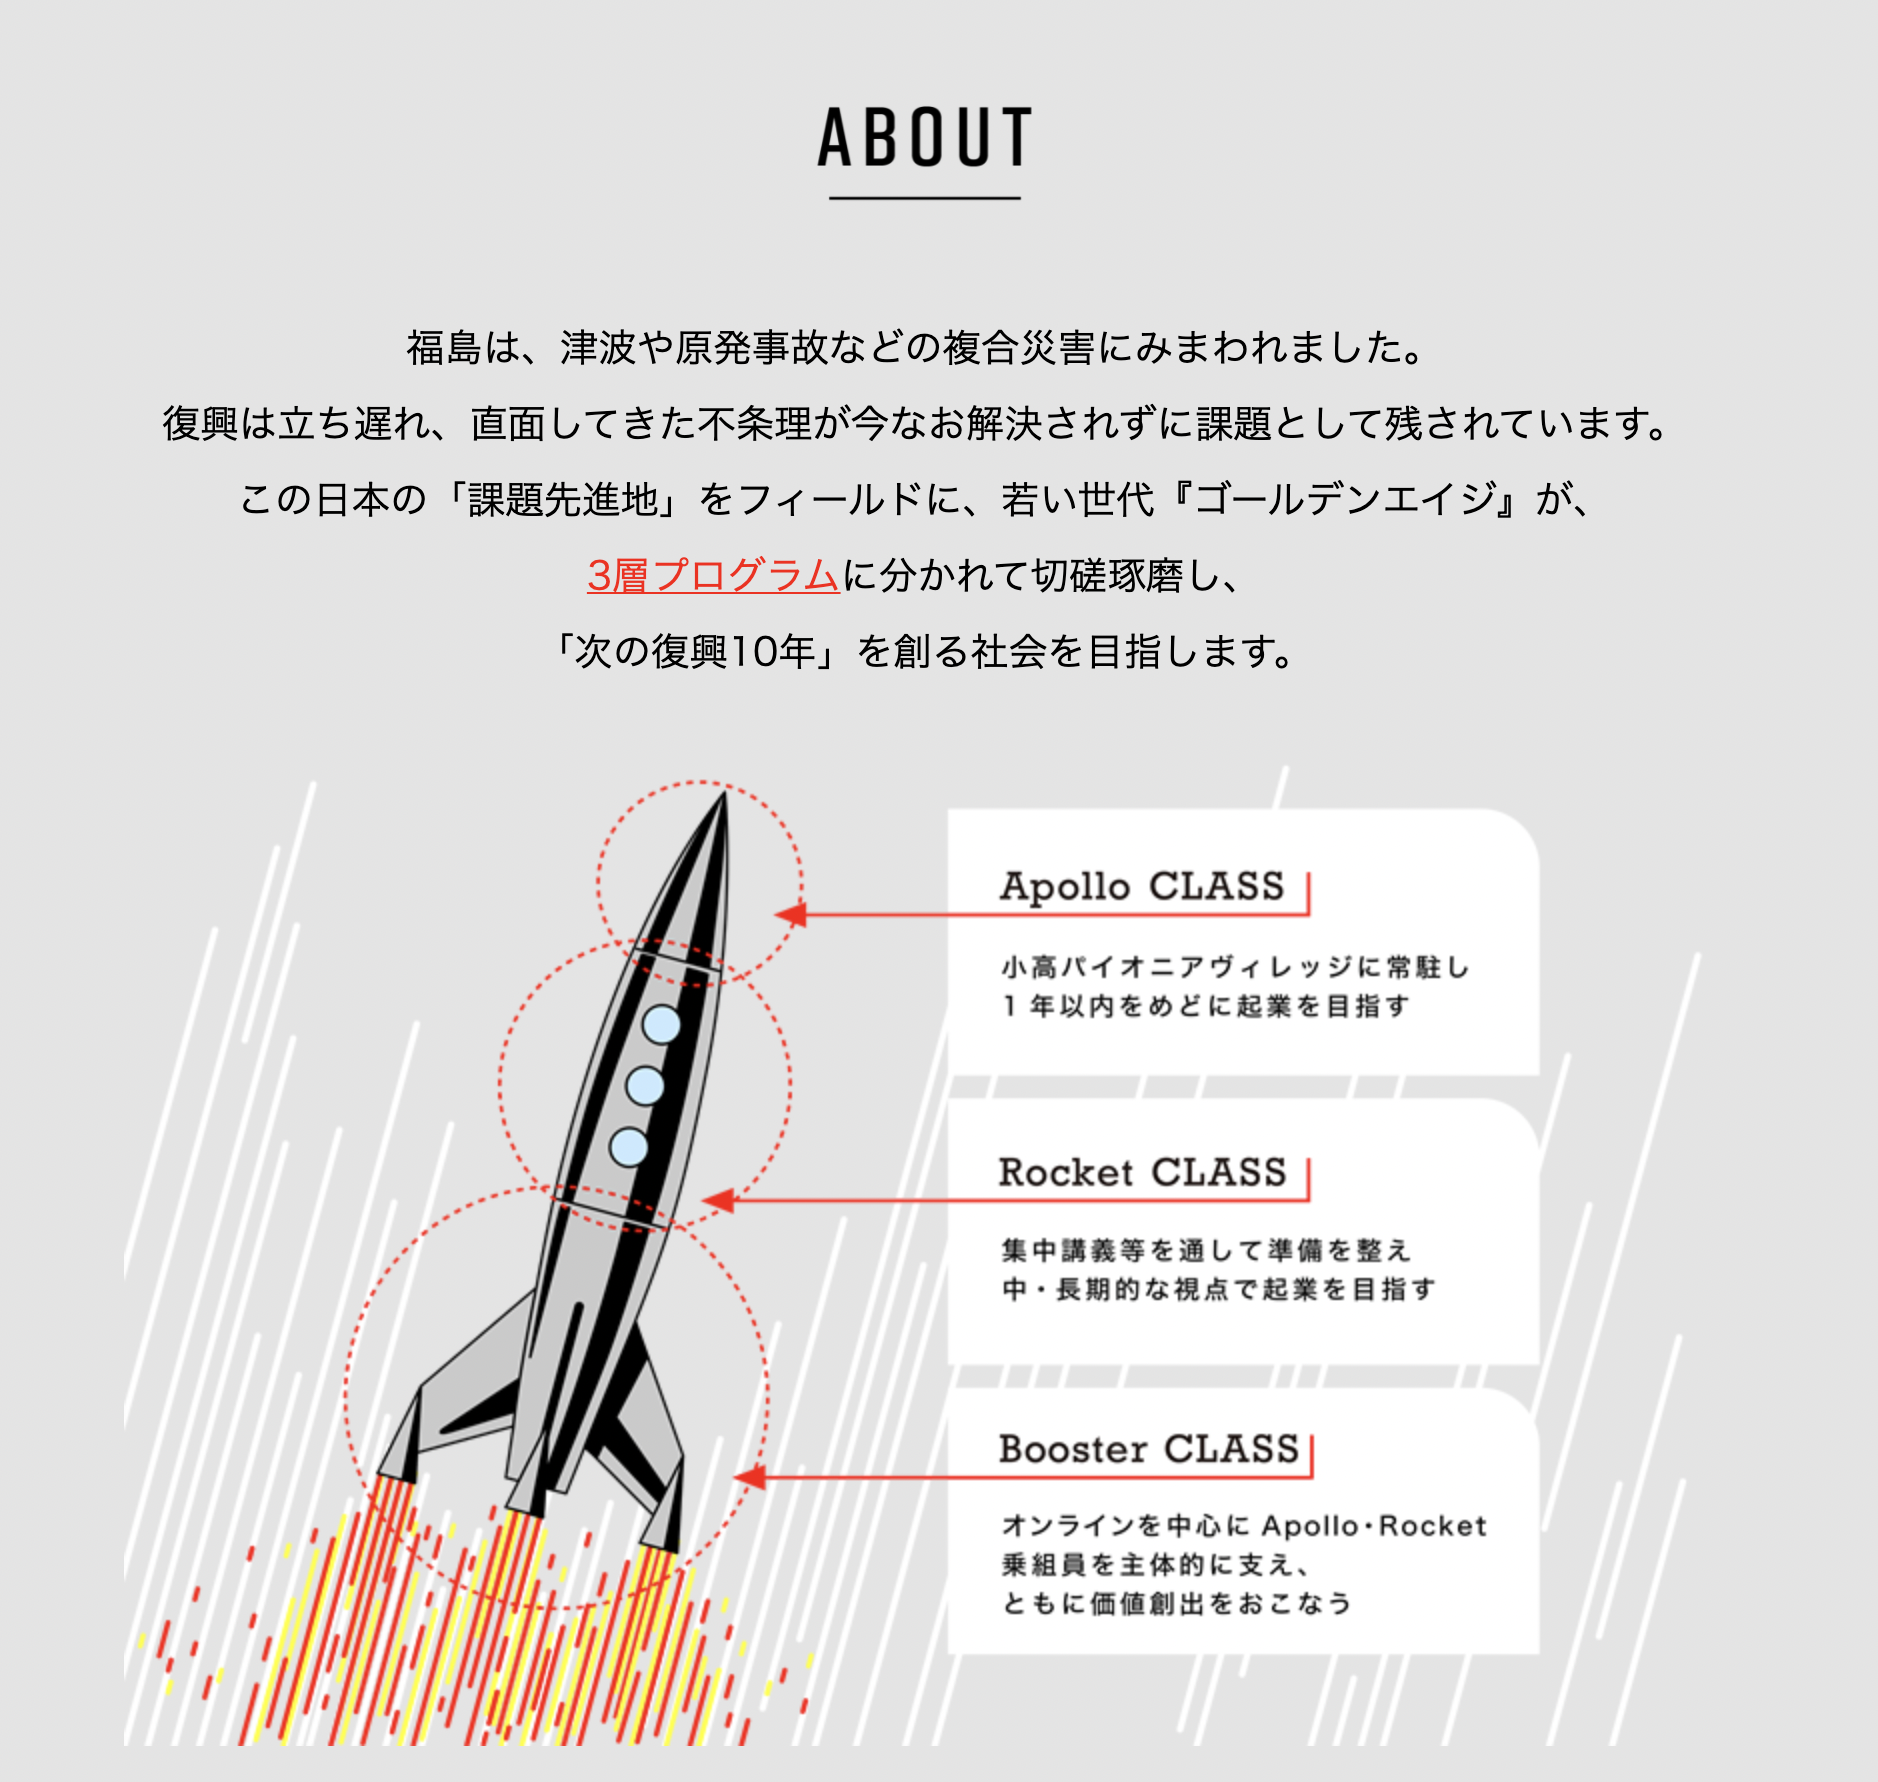 ABOUT
福島は、津波や原発事故などの複合災害にみまわれました。
復興は立ち遅れ、直面してきた不条理が今なお解決されずに課題として残されています。
この日本の「課題先進地」をフィールドに、若い世代『ゴールデンエイジ』が、
3層プログラムに分かれて切磋琢磨し、
「次の復興10年」を創る社会を目指します。
Apollo CLASS
小高パイオニアヴィレッジに常駐し
1 年以内をめどに起業を目指す
Rocket CLASS
集中講義等を通して準備を整え
中・長期的な視点で起業を目指す
Booster CLASS
オンラインを中心に Apollo・Rocket
乗組員を主体的に支え、
ともに価値創出をおこなう